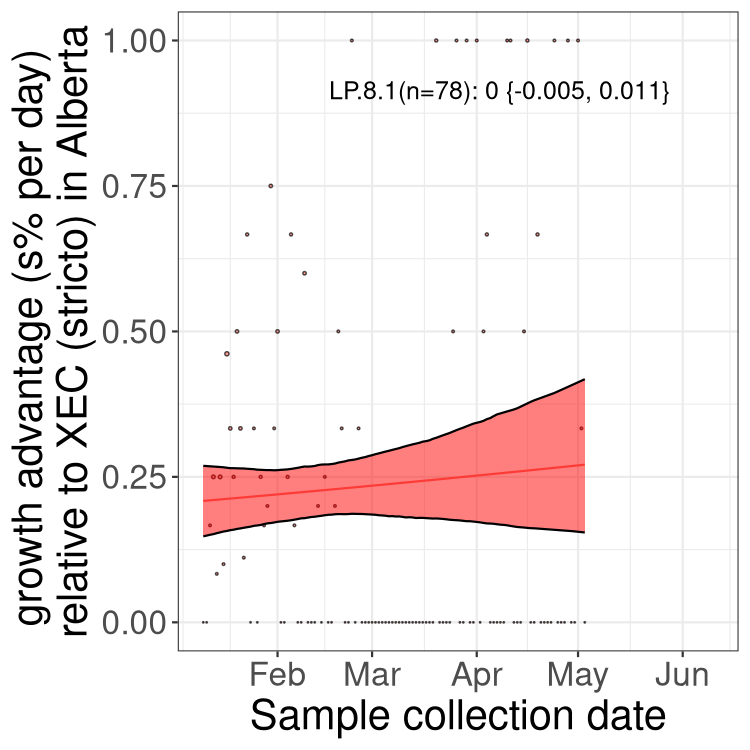 growth advantage (s% per day)
relative to XEC (stricto) in Alberta
1.00
0.75
0.50
0.25
0.00
LP.8.1(n=78): 0 {-0.005, 0.011}
Feb Mar Apr May Jun
Sample collection date